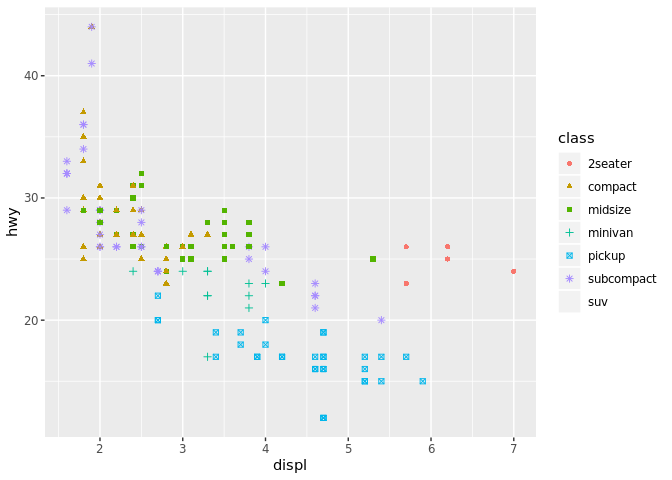 hwy
40
30
20
2
3
4
5
6
7
displ
class
2seater
compact
midsize
minivan
pickup
subcompact
suv